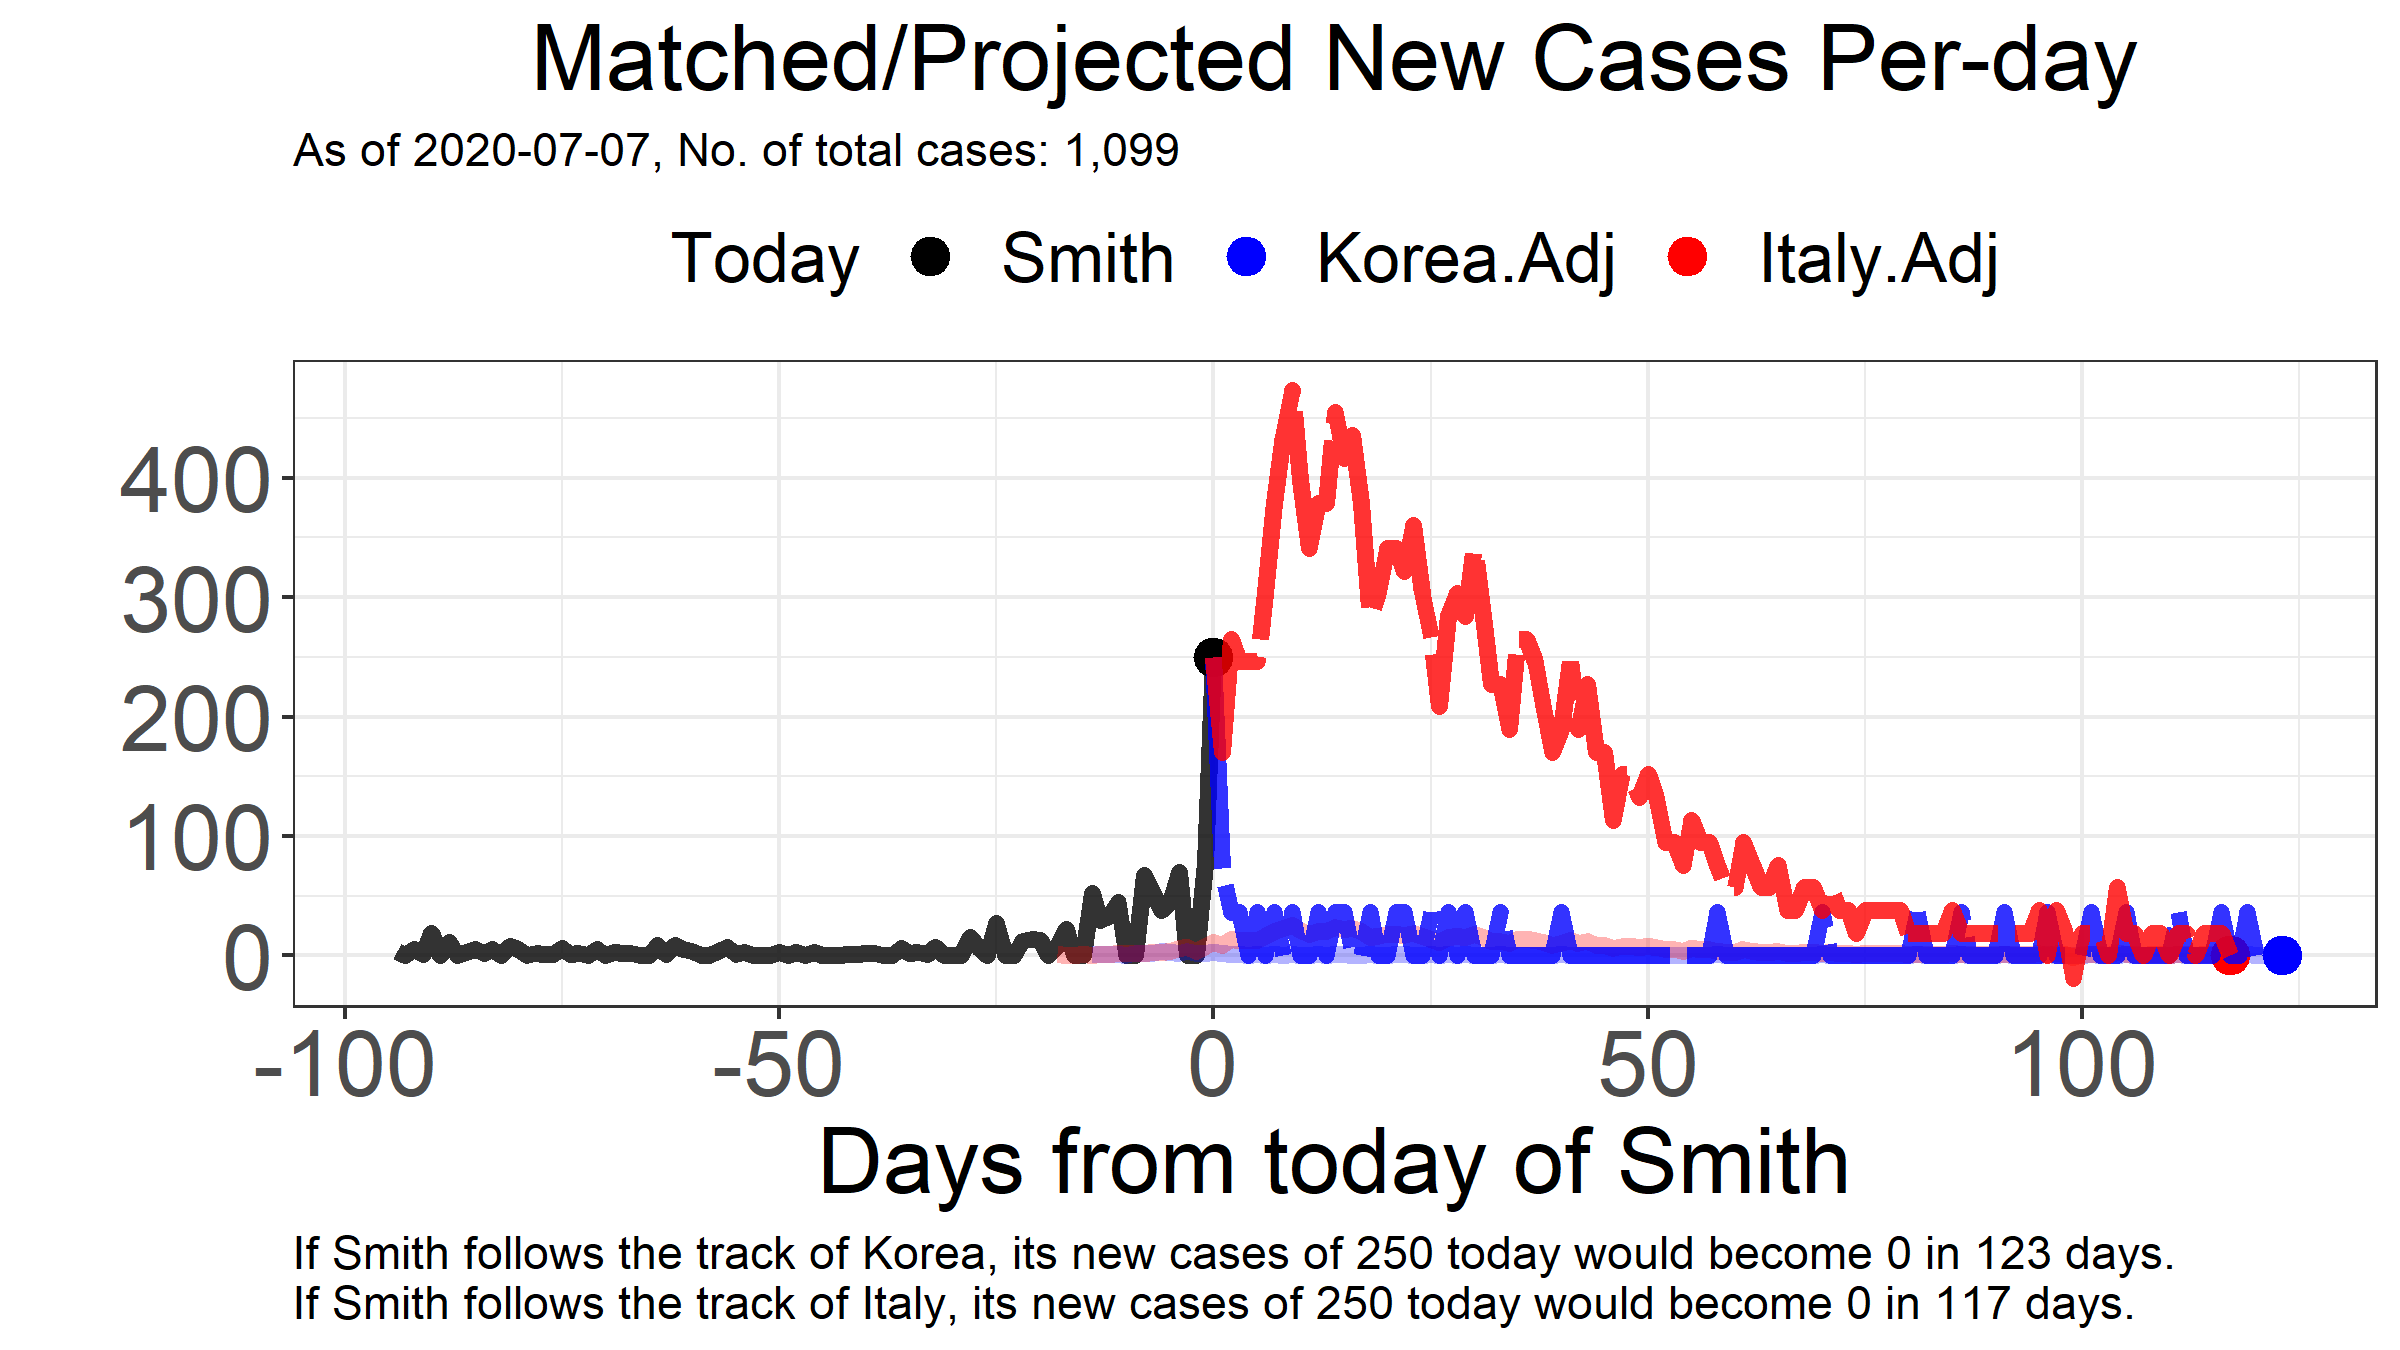 Matched/Projected New Cases Per-day
As of 2020-07-07, No. of total cases: 1,099
Today Smith Korea.Adj Italy.Adj
400
300
200
100
0
-100 -50 0 50 100
Days from today of Smith
If Smith follows the track of Korea, its new cases of 250 today would become 0 in 123 days.
If Smith follows the track of Italy, its new cases of 250 today would become 0 in 117 days.